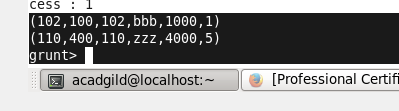 cess : 1
(102,100,102,bbb,1000,1)
(110,400,110,zzz,4000,5)
grunt>
acadgild@localhost:~
[Professional Certifi